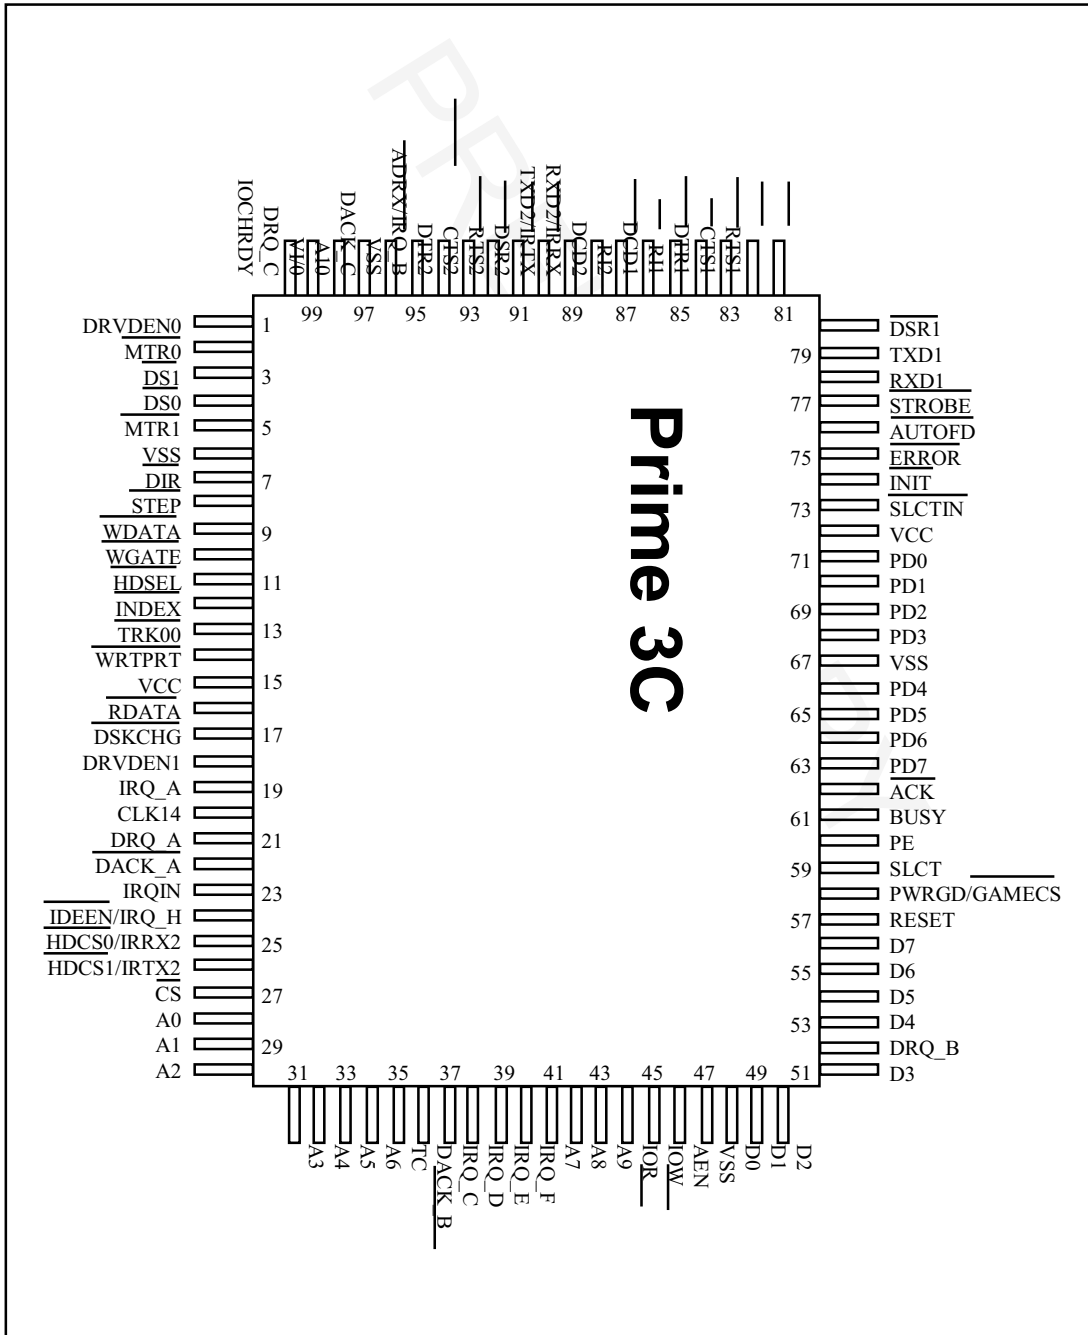 PR
IOCHRDY
DRQ_C
VI/0
A10
DACK_C
VSS
ADRX/IRQ_B
DTR2
CTS2
RTS2
DSR2
TXD2/IRTX
RXD2/IRRX
DCD2
RI2
DCD1
RI1
DTR1
CTS1
RTS1
99 97 95 93 91 89 87 85 83 81
DRVDEN0 1
MTR0
DS1 3
DS0
MTR1 5
VSS
DIR 7
STEP
WDATA 9
WGATE
HDSEL 11
INDEX
TRK00 13
WRTPRT
VCC 15
RDATA
DSKCHG 17
DRVDEN1
IRQ_A 19
CLK14
DRQ_A 21
DACK_A
IRQIN 23
IDEEN/IRQ_H
HDCS0/IRRX2 25
HDCS1/IRTX2
CS 27
A0
A1 29
A2
Prime 3C
DSR1
79 TXD1
RXD1
77 STROBE
AUTOFD
75 ERROR
INIT
73 SLCTIN
VCC
71 PD0
PD1
69 PD2
PD3
67 VSS
PD4
65 PD5
PD6
63 PD7
ACK
61 BUSY
PE
59 SLCT
PWRGD/GAMECS
57 RESET
D7
55 D6
D5
53 D4
DRQ_B
51 D3
31 33 35 37 39 41 43 45 47 49
A3
A4
A5
A6
TC
DACK_B
IRQ_C
IRQ_D
IRQ_E
IRQ_F
A7
A8
A9
IOR
IOW
AEN
VSS
D0
D1
D2